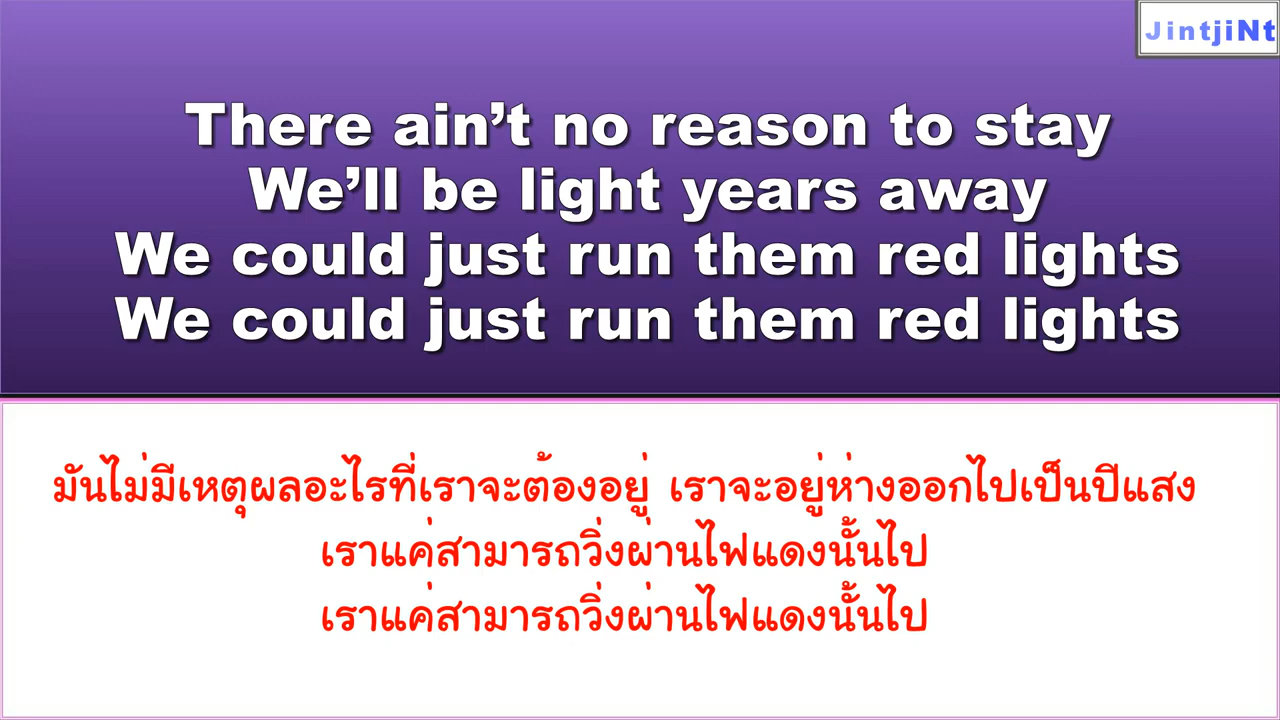 JintjiNt
There ain’t no reason to stay
We’ll be light years away
We could just run them red lights
We could just run them red lights
มันไม่มีเหตุผลอะไรที่เราจะต้องอยู่ เราจะอยู่ห่างออกไปเป็นปีแสง
เราแค่สามารถวิ่งผ่านไฟแดงนั้นไป
เราแค่สามารถวิ่งผ่านไฟแดงนั้นไป